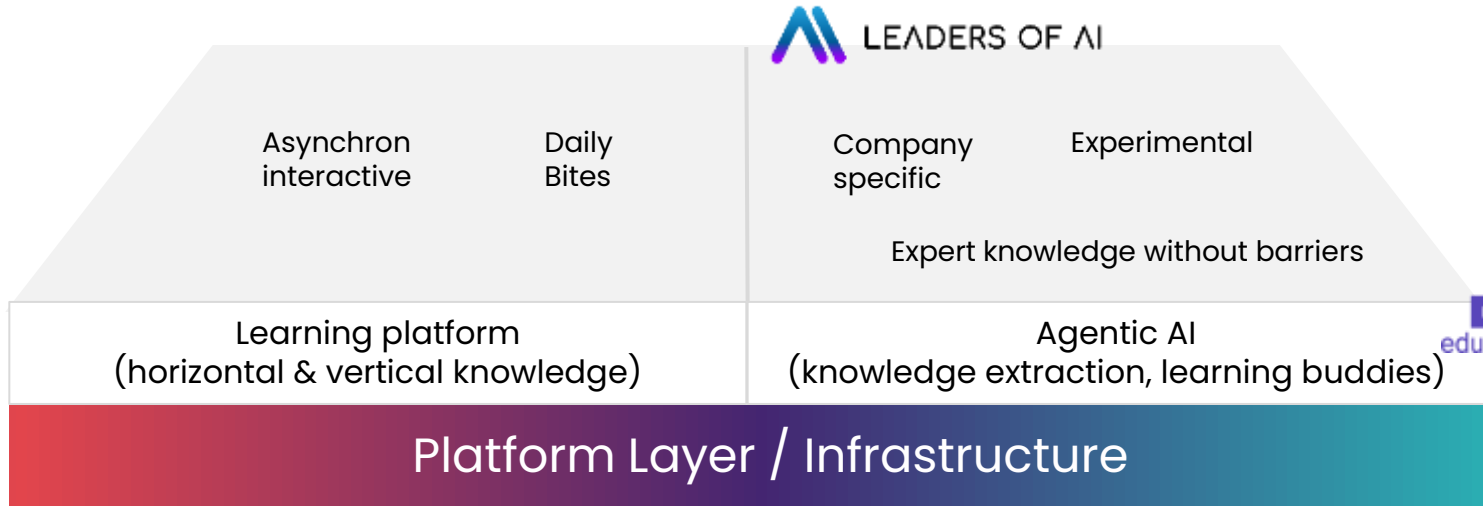 LEADERS OF AI
Asynchron
interactive
Daily
Bites
Company
specific
Experimental
Expert knowledge without barriers
Learning platform
(horizontal & vertical knowledge)
Agentic AI
(knowledge extraction, learning buddies)
edu
Platform Layer / Infrastructure